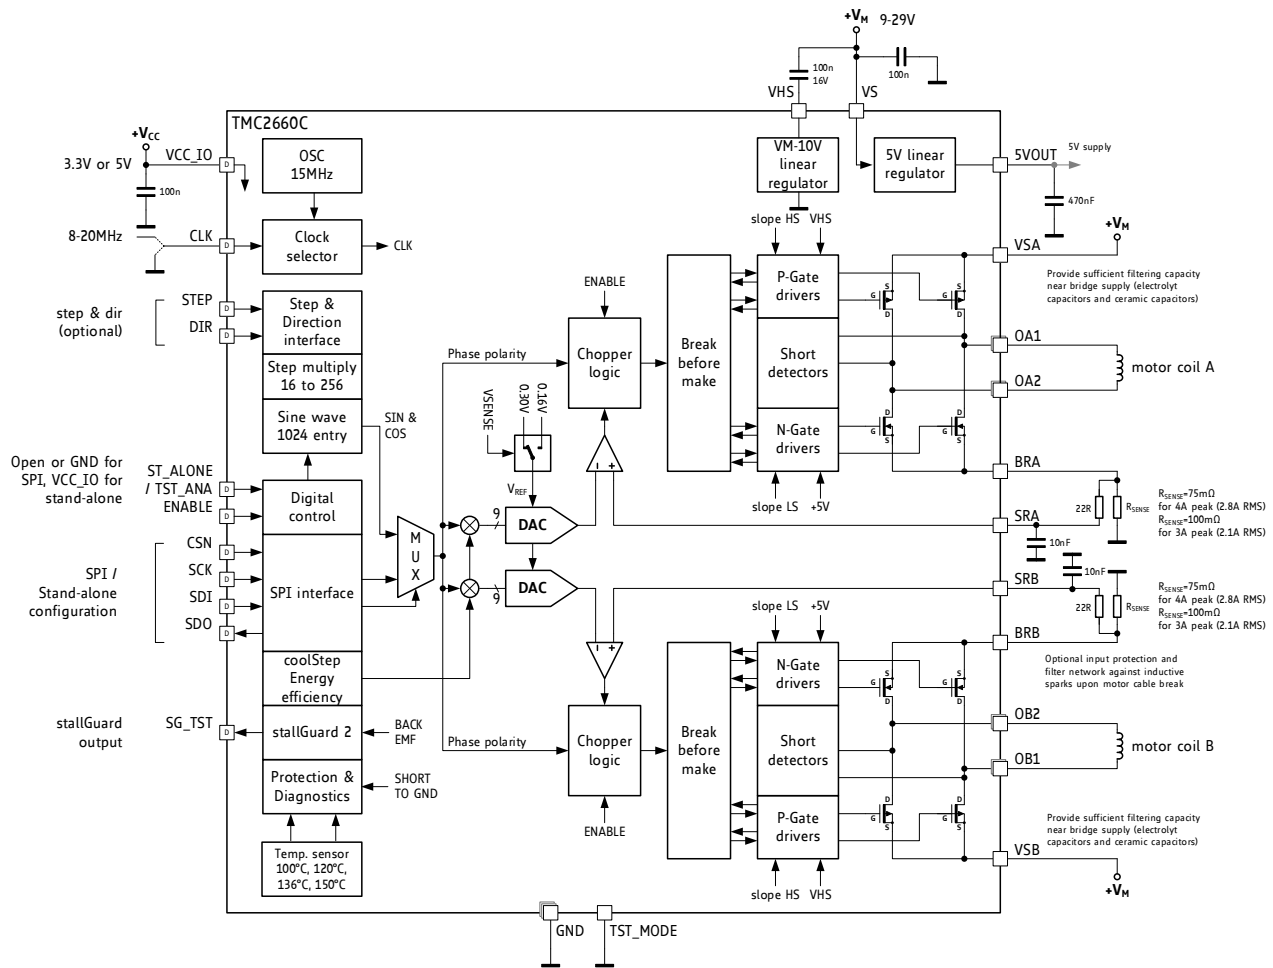 +VM 9-29V
100n
16V
100n
VHS
VS
TMC2660C
+VCC
3.3V or 5V
VCC_IO
D
100n
OSC
15MHz
VM-10V
linear
regulator
5V linear
regulator
5VOUT
5V supply
470nF
8-20MHz
CLK
D
Clock
selector
CLK
slope HS
VHS
+VM
VSA
Provide sufficient filtering capacity
near bridge supply (electrolyt
capacitors and ceramic capacitors)
step & dir
(optional)
STEP
D
DIR
D
Step &
Direction
interface
Step multiply
16 to 256
Sine wave
1024 entry
SIN &
COS
ENABLE
Phase polarity
Chopper
logic
Break
before
make
P-Gate
drivers
Short
detectors
N-Gate
drivers
S
G
D
S
G
D
D
G
S
D
G
S
OA1
OA2
motor coil A
VSENSE
0.30V
0.16V
VREF
– +
slope LS
+5V
BRA
SRA
22R
RSENSE
10nF
RSENSE=75mΩ
for 4A peak (2.8A RMS)
RSENSE=100mΩ
for 3A peak (2.1A RMS)
Open or GND for
SPI, VCC_IO for
stand-alone
ST_ALONE
/ TST_ANA
D
ENABLE
D
Digital
control
MUX
9
DAC
9
DAC
SPI /
Stand-alone
configuration
CSN
D
SCK
D
SDI
D
SDO
D
SPI interface
coolStep
Energy
efficiency
– +
SRB
10nF
22R
RSENSE
RSENSE=75mΩ
for 4A peak (2.8A RMS)
RSENSE=100mΩ
for 3A peak (2.1A RMS)
BRB
Optional input protection and
filter network against inductive
sparks upon motor cable break
slope LS
+5V
stallGuard
output
SG_TST
D
stallGuard 2
BACK
EMF
Protection &
Diagnostics
SHORT
TO GND
Temp. sensor
100°C, 120°C,
136°C, 150°C
Phase polarity
Chopper
logic
ENABLE
Break
before
make
N-Gate
drivers
Short
detectors
P-Gate
drivers
S
G
D
S
G
D
D
G
S
D
G
S
OB2
OB1
motor coil B
Provide sufficient filtering capacity
near bridge supply (electrolyt
capacitors and ceramic capacitors)
VSB
+VM
slope HS
VHS
GND
TST_MODE